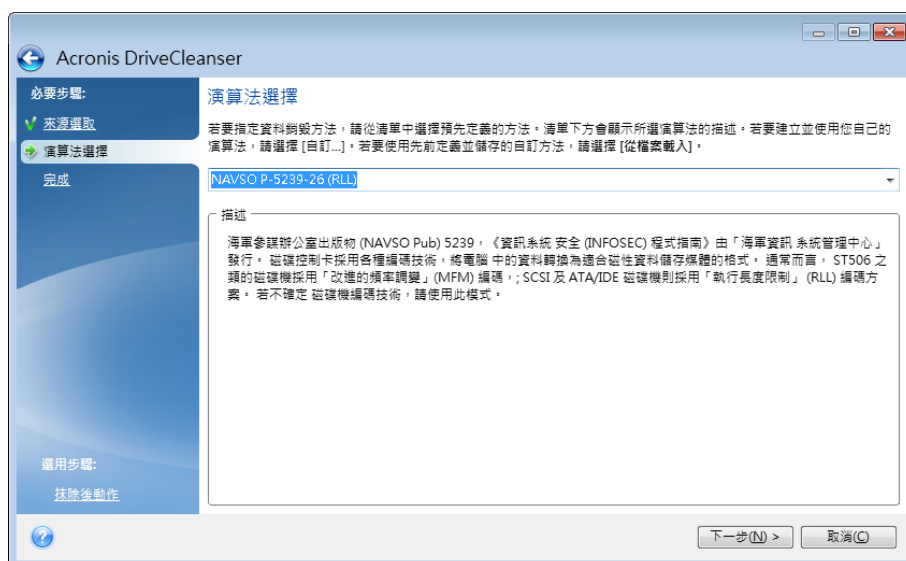 Acronis DriveCleanser
必要步驟:
來源選取
演算法選擇
完成
選用步驟:
抹除後動作
演算法選擇
若要指定資料銷毀方法，請從清單中選擇預先定義的方法。清單下方會顯示所選演算法的描述。若要建立並使用您自己的
演算法，請選擇 [自訂...]。若要使用先前定義並儲存的自訂方法，請選擇 [從檔案載入]。
NAVSO P-5239-26 (RLL)
描述
海軍參謀辦公室出版物 (NAVSO Pub) 5239，《資訊系統 安全 (INFOSEC) 程式指南》由「海軍資訊 系統管理中心」
發行。 磁碟控制卡採用各種編碼技術，將電腦 中的資料轉換為適合磁性資料儲存媒體的格式。 通常而言， ST506 之
類的磁碟機採用「改進的頻率調變」(MFM) 編碼，; SCSI 及 ATA/IDE 磁碟機則採用「執行長度限制」 (RLL) 編碼方
案。 若不確定 磁碟機編碼技術，請使用此模式。
下一步(N) >
取消(C)